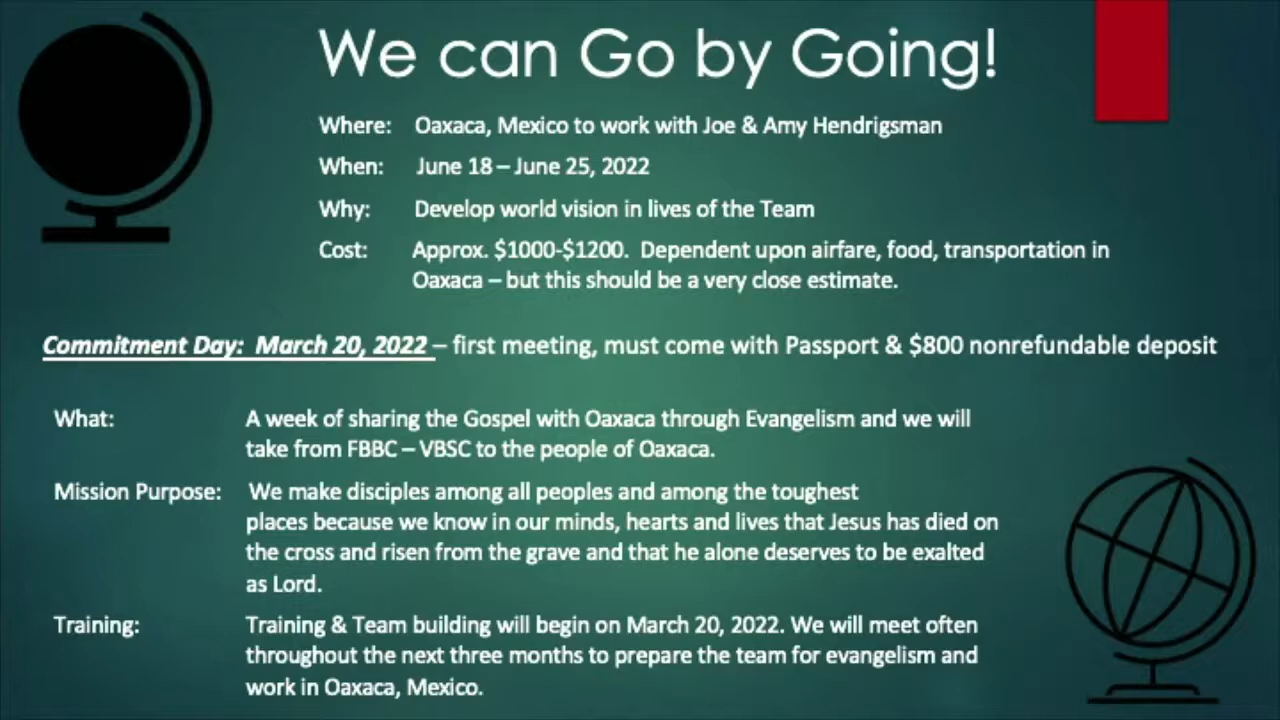 We can Go by Going!
Where: Oaxaca, Mexico to work with Joe & Amy Hendrigsman
When: June 18 – June 25, 2022
Why: Develop world vision in lives of the Team
Cost: Approx. $1000-$1200. Dependent upon airfare, food, transportation in
Oaxaca – but this should be a very close estimate.
Commitment Day: March 20, 2022 – first meeting, must come with Passport & $800 nonrefundable deposit
What: A week of sharing the Gospel with Oaxaca through Evangelism and we will
take from FBBC – VBSC to the people of Oaxaca.
Mission Purpose: We make disciples among all peoples and among the toughest
places because we know in our minds, hearts and lives that Jesus has died on
the cross and risen from the grave and that he alone deserves to be exalted
as Lord.
Training: Training & Team building will begin on March 20, 2022. We will meet often
throughout the next three months to prepare the team for evangelism and
work in Oaxaca, Mexico.